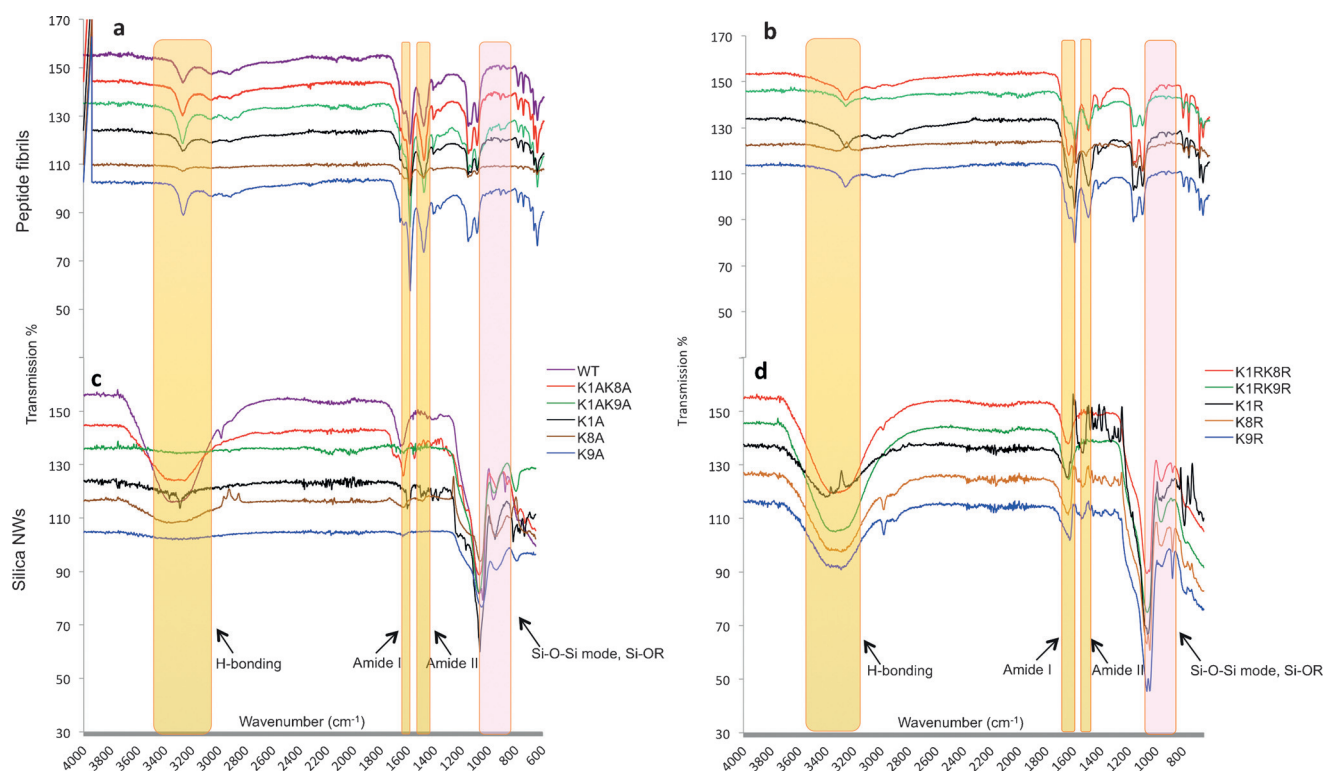 a
170
150
130
110
90
70
50
Peptide fibrils
b
170
150
130
110
90
70
50
Transmission %
Silica NWs
c
150
130
110
90
70
50
30
WT
K1AK8A
K1AK9A
K1A
K8A
K9A
H-bonding
Amide I
Amide II
Si-O-Si mode, Si-OR
Wavenumber (cm⁻¹)
4000 3800 3600 3400 3200 3000 2800 2600 2400 2200 2000 1800 1600 1400 1200 1000 800 600
Transmission %
d
150
130
110
90
70
50
30
K1RK8R
K1RK9R
K1R
K8R
K9R
H-bonding
Amide I
Amide II
Si-O-Si mode, Si-OR
Wavenumber (cm⁻¹)
4000 3800 3600 3400 3200 3000 2800 2600 2400 2200 2000 1800 1600 1400 1200 1000 800